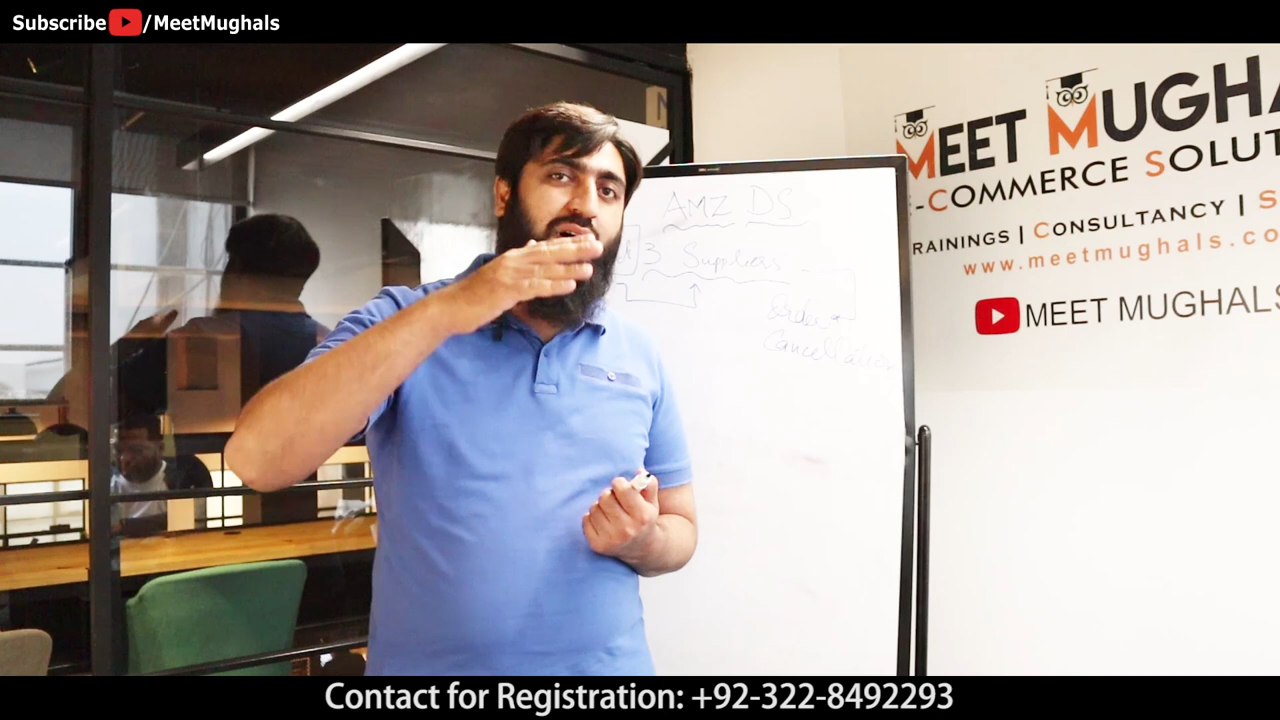 Subscribe /MeetMughals
AMZ DS
3 Suppliers
Order
Cancellation
MEET MUGHA
-COMMERCE SOLUT
RAININGS | CONSULTANCY | S
www.meetmughals.co
MEET MUGHALS
Contact for Registration: +92-322-8492293